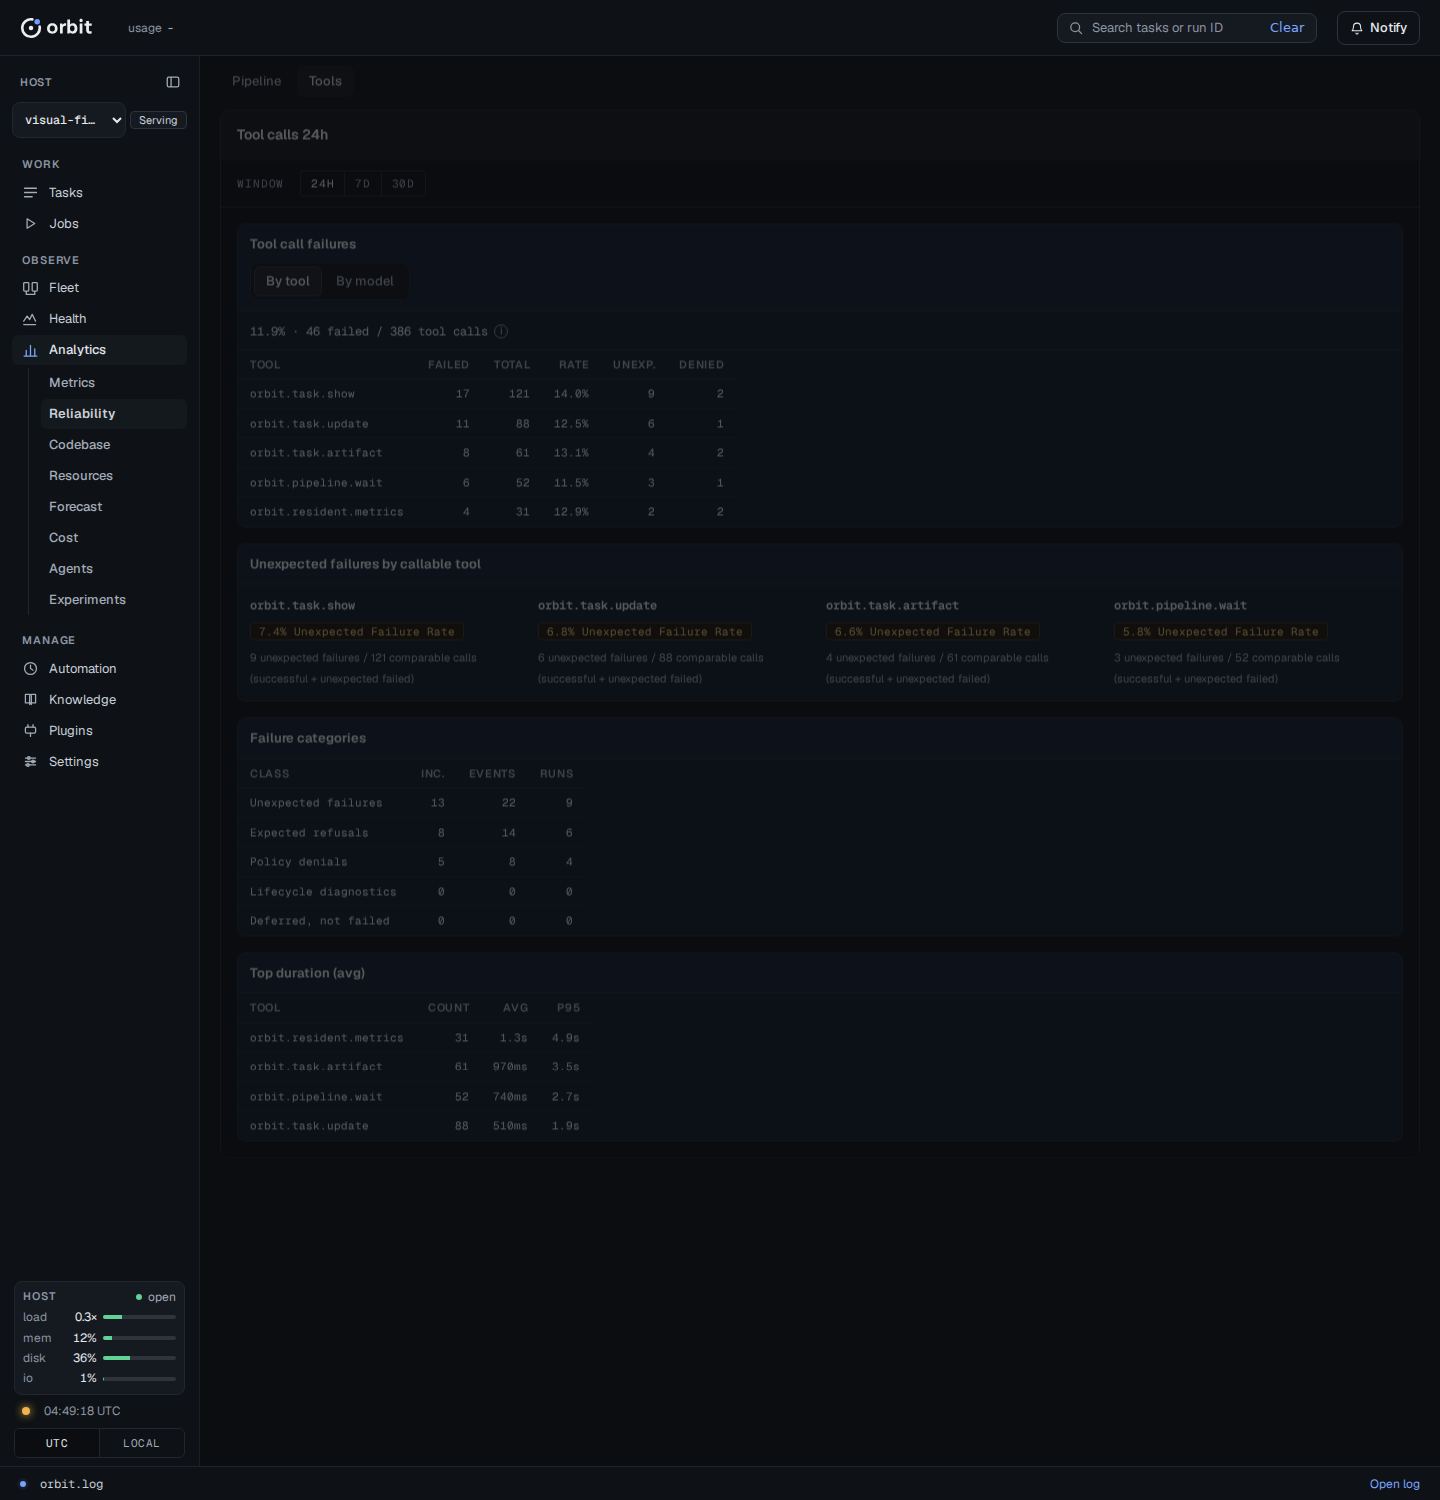 orbit
usage -
Search tasks or run ID
Clear
Notify
HOST
visual-fi…
Serving
WORK
Tasks
Jobs
OBSERVE
Fleet
Health
Analytics
Metrics
Reliability
Codebase
Resources
Forecast
Cost
Agents
Experiments
MANAGE
Automation
Knowledge
Plugins
Settings
HOST open
load 0.3×
mem 12%
disk 36%
io 1%
04:49:18 UTC
UTC LOCAL
Pipeline Tools
Tool calls 24h
WINDOW 24H 7D 30D
Tool call failures
By tool By model
11.9% · 46 failed / 386 tool calls
TOOL FAILED TOTAL RATE UNEXP. DENIED
orbit.task.show 17 121 14.0% 9 2
orbit.task.update 11 88 12.5% 6 1
orbit.task.artifact 8 61 13.1% 4 2
orbit.pipeline.wait 6 52 11.5% 3 1
orbit.resident.metrics 4 31 12.9% 2 2
Unexpected failures by callable tool
orbit.task.show
7.4% Unexpected Failure Rate
9 unexpected failures / 121 comparable calls
(successful + unexpected failed)
orbit.task.update
6.8% Unexpected Failure Rate
6 unexpected failures / 88 comparable calls
(successful + unexpected failed)
orbit.task.artifact
6.6% Unexpected Failure Rate
4 unexpected failures / 61 comparable calls
(successful + unexpected failed)
orbit.pipeline.wait
5.8% Unexpected Failure Rate
3 unexpected failures / 52 comparable calls
(successful + unexpected failed)
Failure categories
CLASS INC. EVENTS RUNS
Unexpected failures 13 22 9
Expected refusals 8 14 6
Policy denials 5 8 4
Lifecycle diagnostics 0 0 0
Deferred, not failed 0 0 0
Top duration (avg)
TOOL COUNT AVG P95
orbit.resident.metrics 31 1.3s 4.9s
orbit.task.artifact 61 970ms 3.5s
orbit.pipeline.wait 52 740ms 2.7s
orbit.task.update 88 510ms 1.9s
orbit.log
Open log